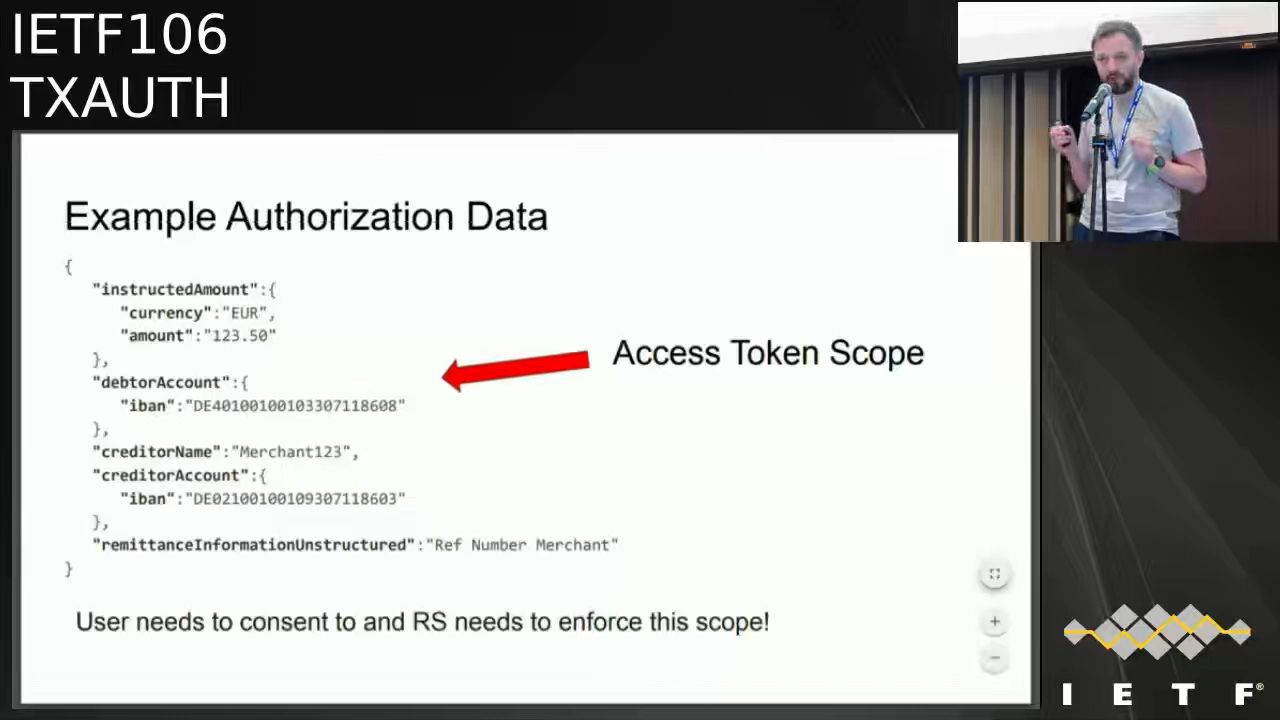 IETF106
TXAUTH
Example Authorization Data
{
"instructedAmount":{
"currency":"EUR",
"amount":"123.50"
},
"debtorAccount":{
"iban":"DE40100100103307118608"
},
"creditorName":"Merchant123",
"creditorAccount":{
"iban":"DE02100100109307118603"
},
"remittanceInformationUnstructured":"Ref Number Merchant"
}
Access Token Scope
User needs to consent to and RS needs to enforce this scope!
I E T F®